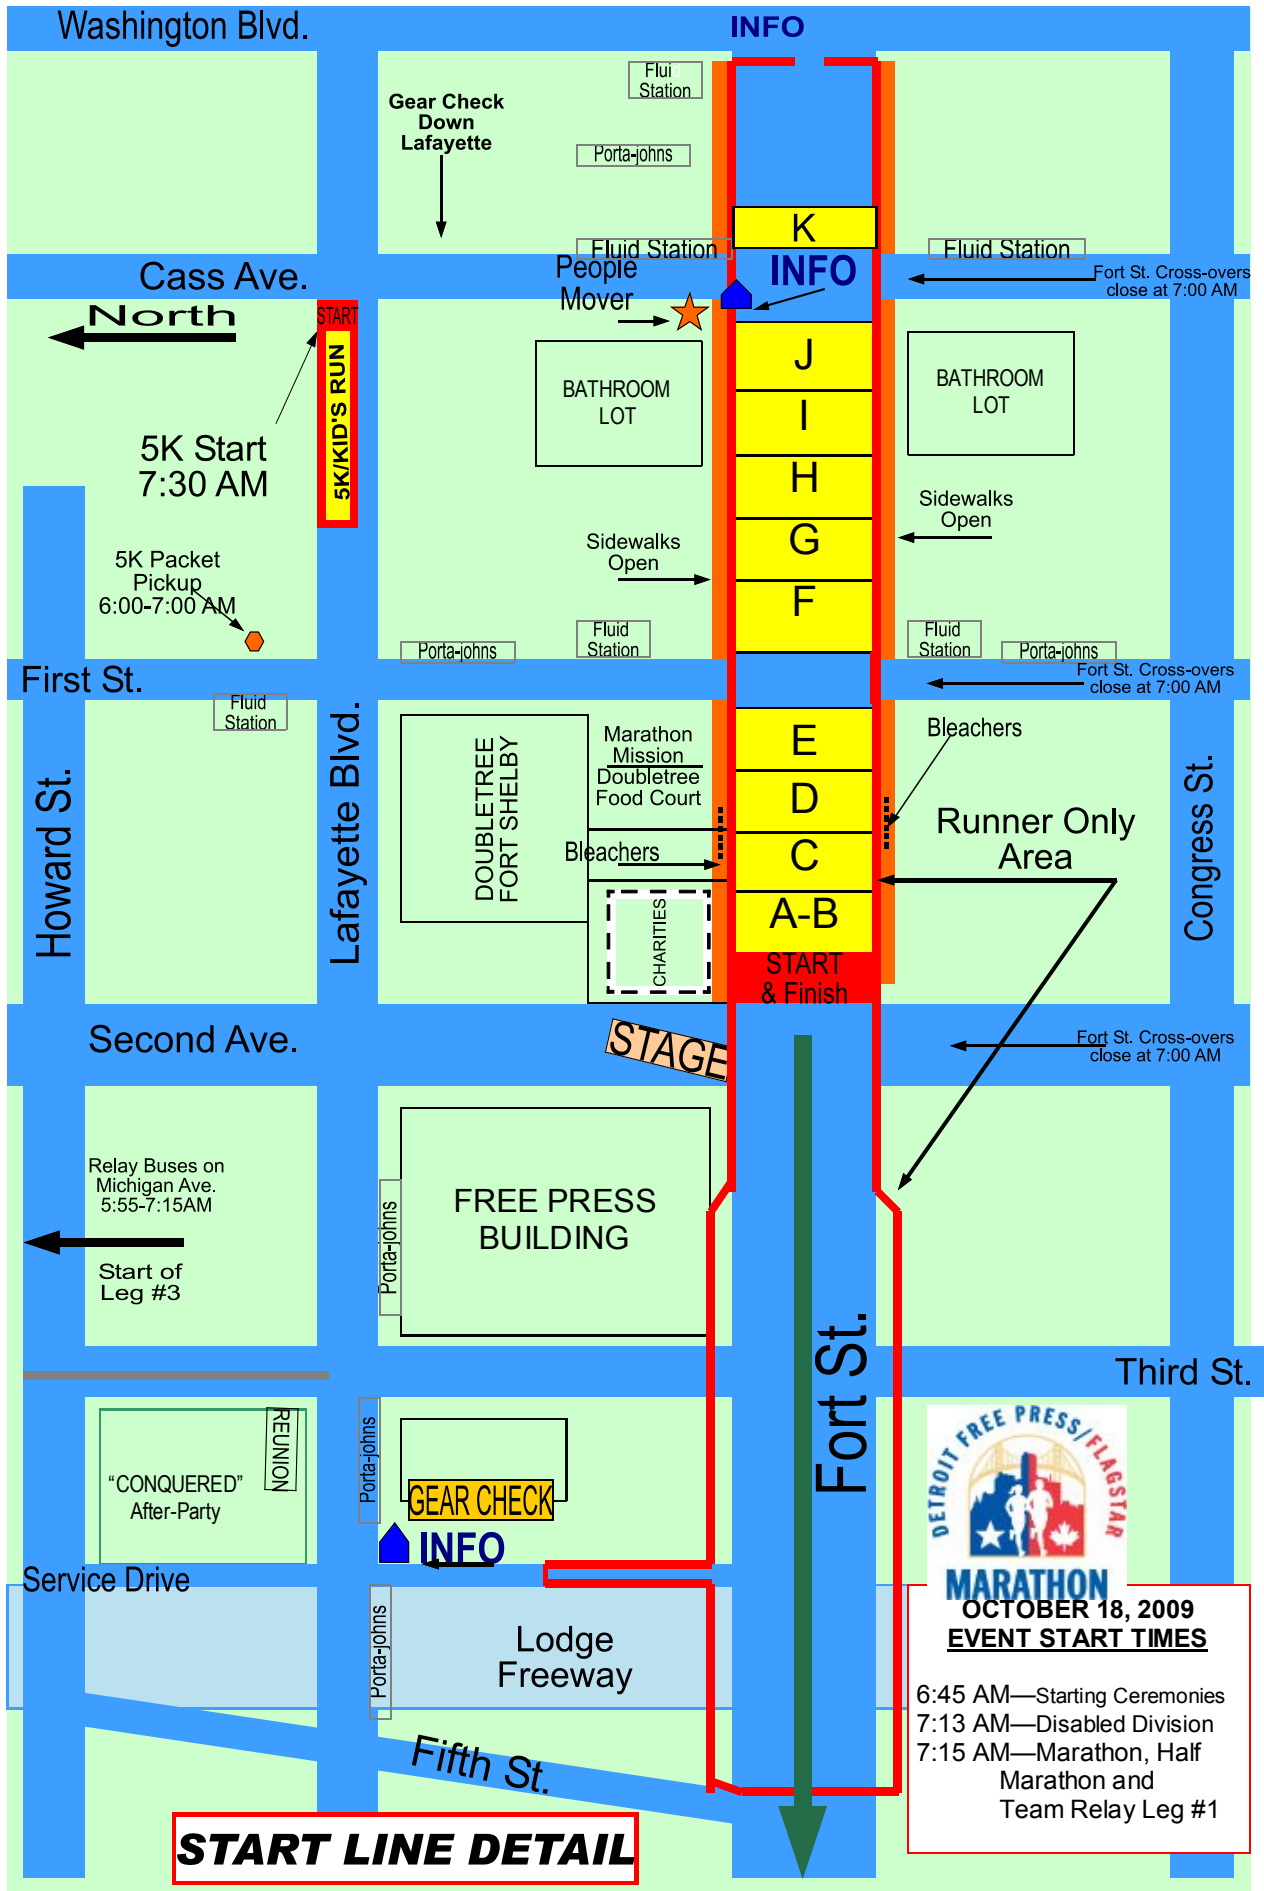 Washington Blvd.
INFO
Fluid
Station
Gear Check
Down
Lafayette
Porta-johns
K
Fluid Station
Fluid Station
Cass Ave.
People
Mover
INFO
Fort St. Cross-overs
close at 7:00 AM
North
START
5K/KID'S RUN
J
BATHROOM
LOT
BATHROOM
LOT
I
5K Start
7:30 AM
H
Sidewalks
Open
G
Sidewalks
Open
5K Packet
Pickup
6:00-7:00 AM
F
Porta-johns
Fluid
Station
Fluid
Station
Porta-johns
First St.
Fort St. Cross-overs
close at 7:00 AM
Fluid
Station
Howard St.
Lafayette Blvd.
DOUBLETREE
FORT SHELBY
Marathon
Mission
Doubletree
Food Court
E
Bleachers
D
Congress St.
Runner Only
Area
Bleachers
C
CHARITIES
A-B
START
& Finish
Second Ave.
STAGE
Fort St. Cross-overs
close at 7:00 AM
Relay Buses on
Michigan Ave.
5:55-7:15AM
Start of
Leg #3
Porta-johns
FREE PRESS
BUILDING
Fort St.
Third St.
REUNION
“CONQUERED”
After-Party
Porta-johns
GEAR CHECK
INFO
DETROIT FREE PRESS/FLAGSTAR
MARATHON
Service Drive
Porta-johns
Lodge
Freeway
OCTOBER 18, 2009
EVENT START TIMES
6:45 AM—Starting Ceremonies
7:13 AM—Disabled Division
7:15 AM—Marathon, Half
Marathon and
Team Relay Leg #1
Fifth St.
START LINE DETAIL